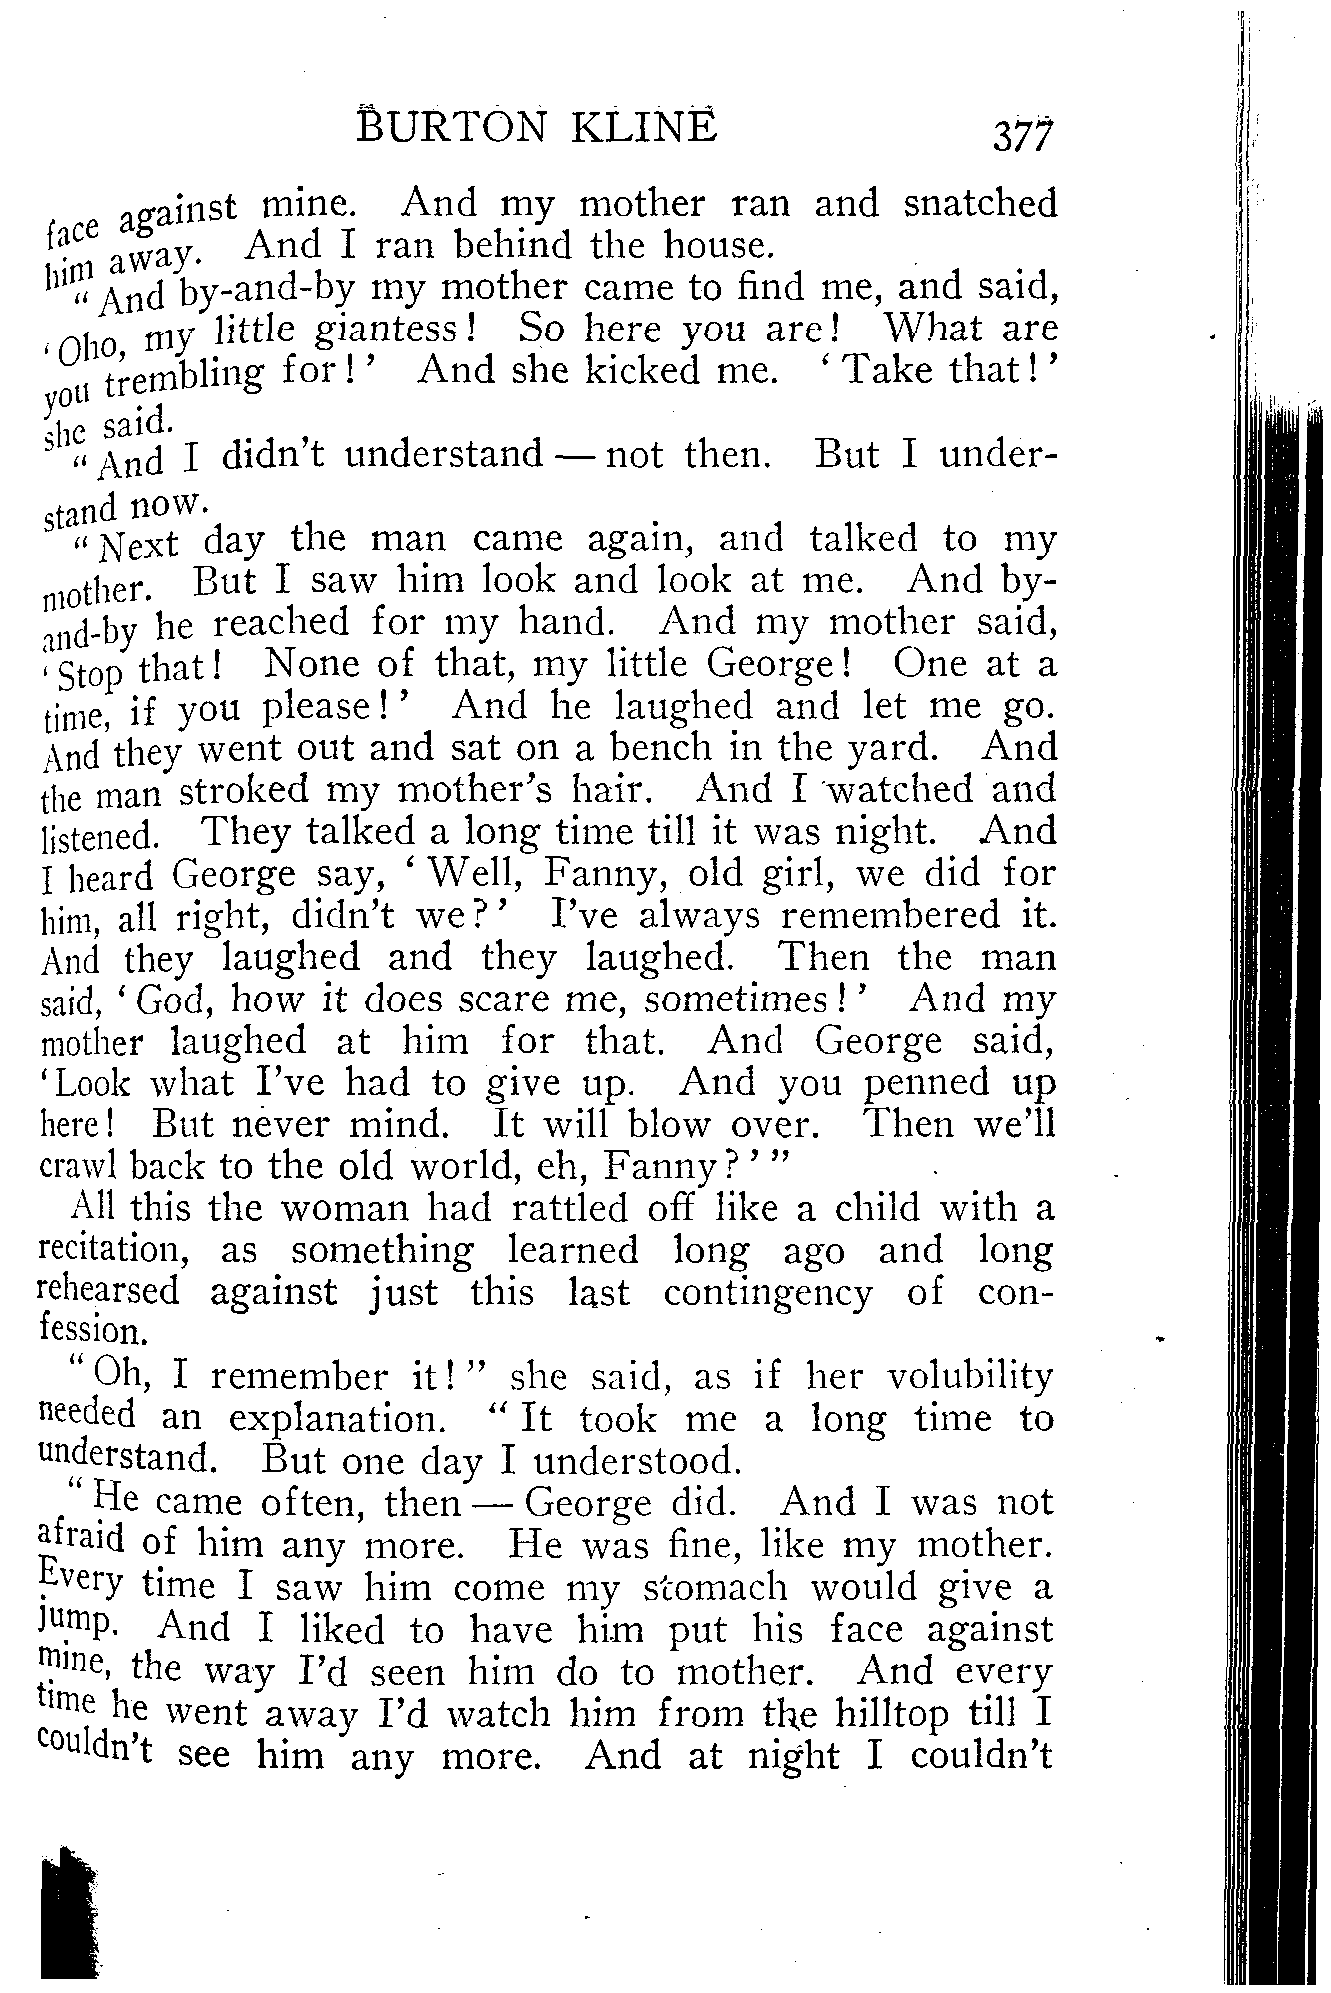 BURTON KLINE 377
face against mine. And my mother ran and snatched
him away. And I ran behind the house.
“And by-and-by my mother came to find me, and said,
‘Oho, my little giantess! So here you are! What are
you trembling for!’ And she kicked me. ‘Take that!’
she said.
“And I didn't understand — not then. But I under-
stand now.
“Next day the man came again, and talked to my
mother. But I saw him look and look at me. And by-
and-by he reached for my hand. And my mother said,
‘Stop that! None of that, my little George! One at a
time, if you please!’ And he laughed and let me go.
And they went out and sat on a bench in the yard. And
the man stroked my mother's hair. And I watched and
listened. They talked a long time till it was night. And
I heard George say, ‘Well, Fanny, old girl, we did for
him, all right, didn't we?’ I've always remembered it.
And they laughed and they laughed. Then the man
said, ‘God, how it does scare me, sometimes!’ And my
mother laughed at him for that. And George said,
‘Look what I've had to give up. And you penned up
here! But never mind. It will blow over. Then we'll
crawl back to the old world, eh, Fanny?’”
All this the woman had rattled off like a child with a
recitation, as something learned long ago and long
rehearsed against just this last contingency of con-
fession.
“Oh, I remember it!” she said, as if her volubility
needed an explanation. “It took me a long time to
understand. But one day I understood.
“He came often, then — George did. And I was not
afraid of him any more. He was fine, like my mother.
Every time I saw him come my stomach would give a
jump. And I liked to have him put his face against
mine, the way I'd seen him do to mother. And every
time he went away I'd watch him from the hilltop till I
couldn't see him any more. And at night I couldn't